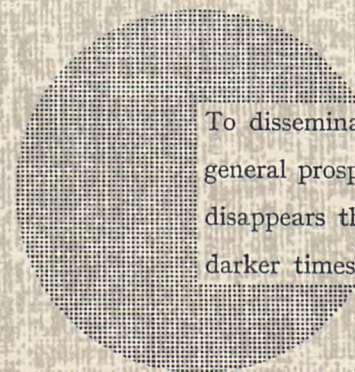 To dissemina
general prosp
disappears th
darker times